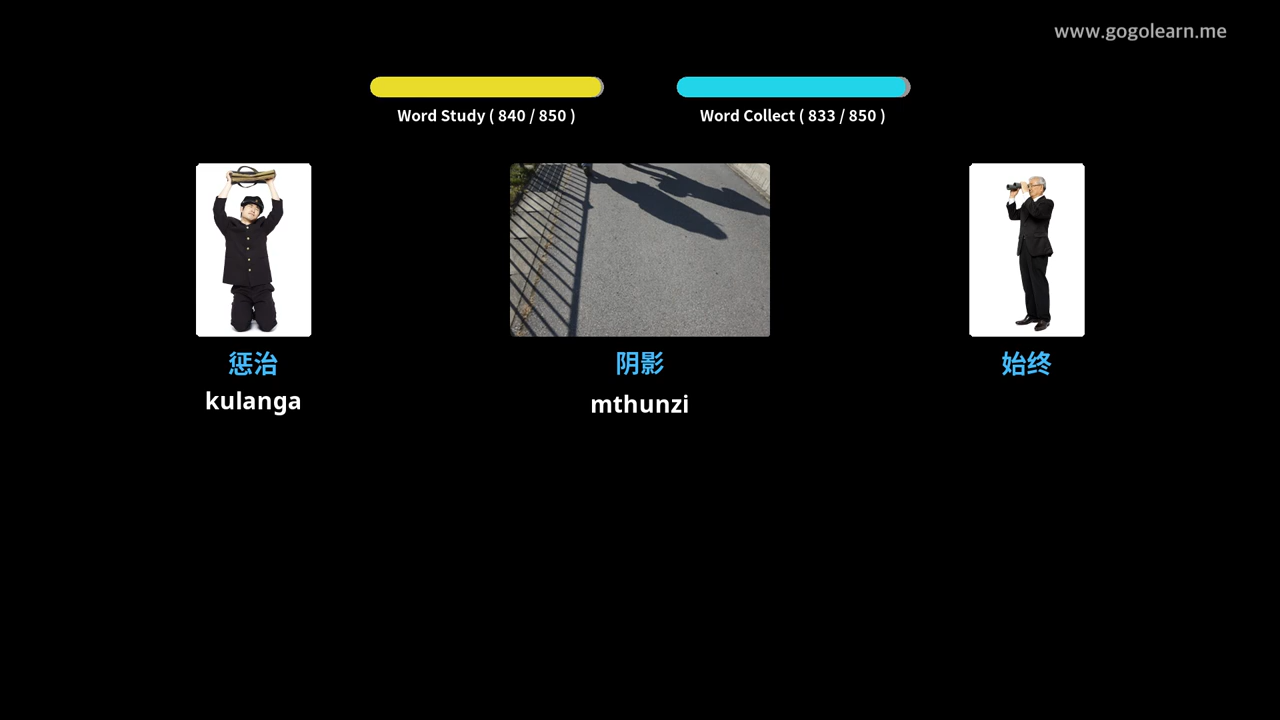 www.gogolearn.me
Word Study ( 840 / 850 )
Word Collect ( 833 / 850 )
惩治
阴影
始终
kulanga
mthunzi